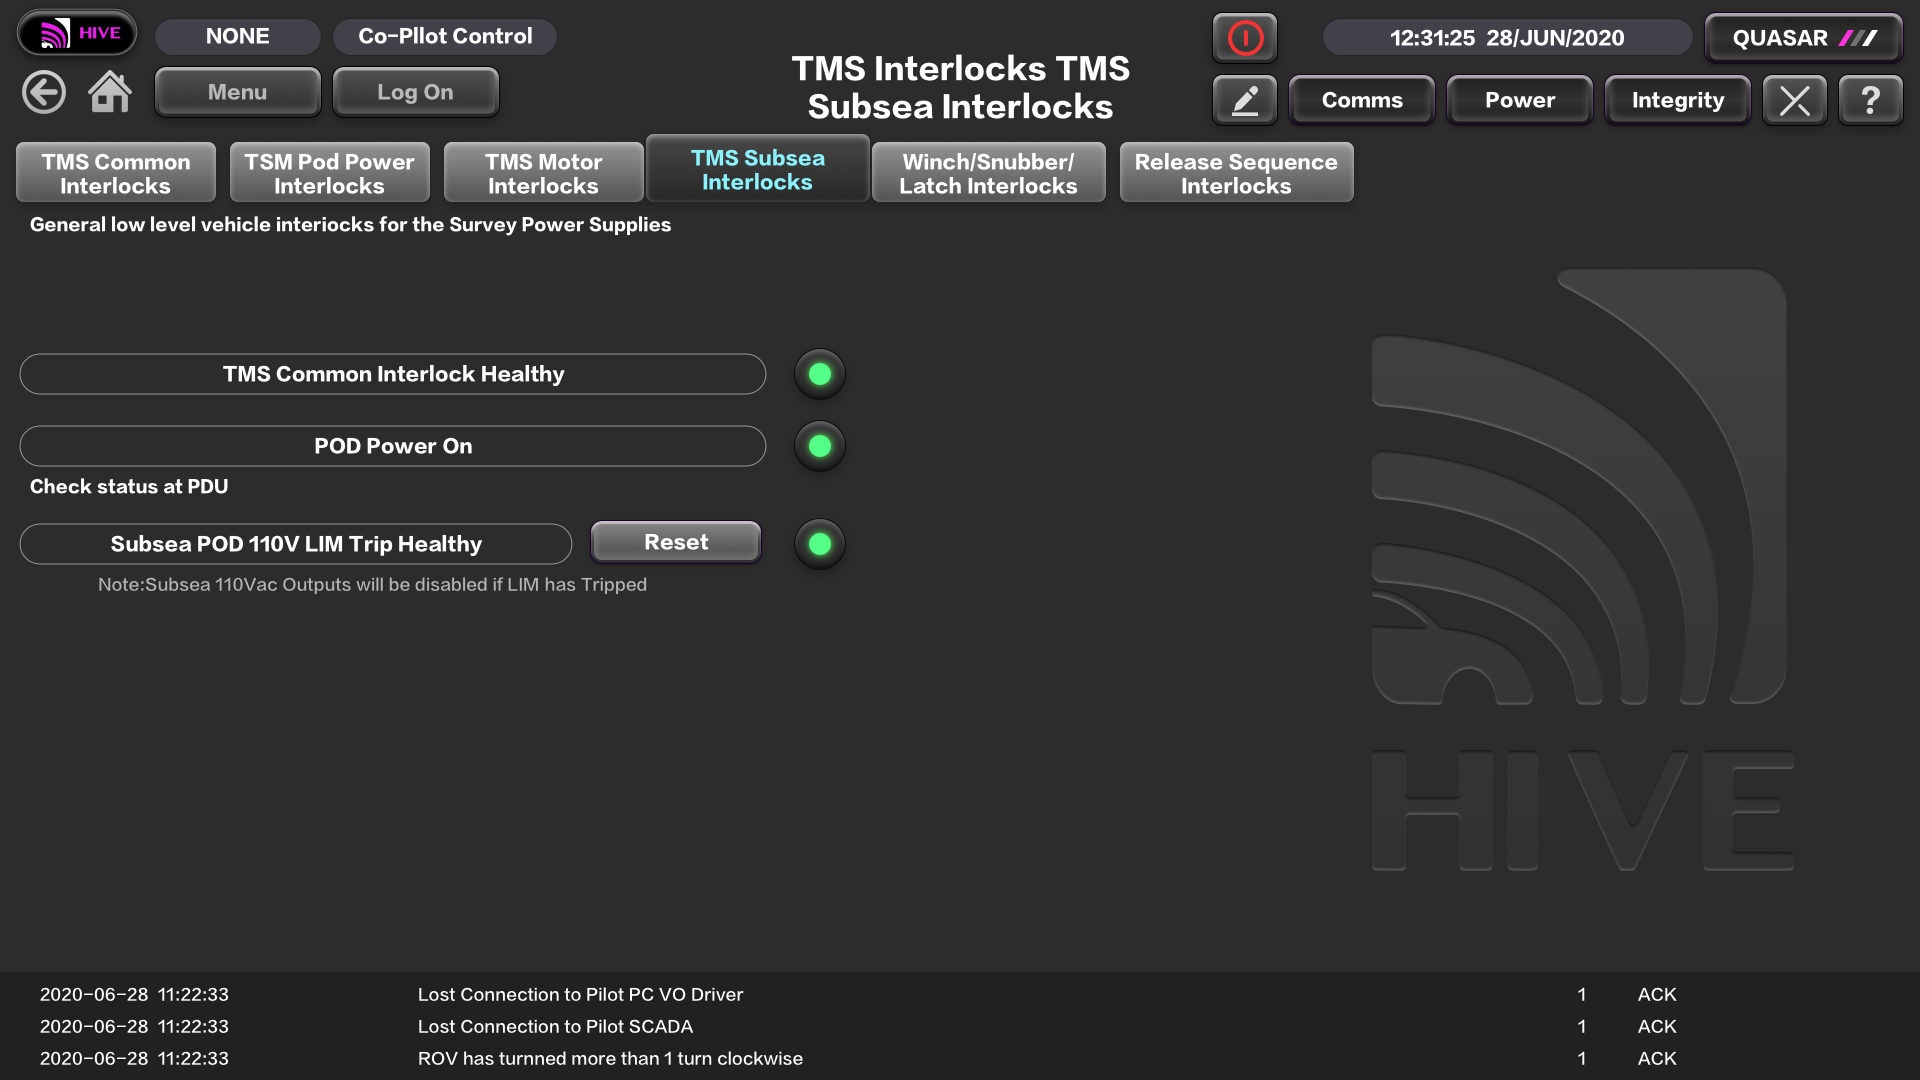 HIVE
NONE
Co-PIlot Control
12:31:25 28/JUN/2020
QUASAR
Menu
Log On
TMS Interlocks TMS
Subsea Interlocks
Comms
Power
Integrity
?
TMS Common
Interlocks
TSM Pod Power
Interlocks
TMS Motor
Interlocks
TMS Subsea
Interlocks
Winch/Snubber/
Latch Interlocks
Release Sequence
Interlocks
General low level vehicle interiocks for the Survey Power Supplies
TMS Common Interlock Healthy
POD Power On
Check status at PDU
Subsea POD 110V LIM Trip Healthy
Reset
Note:Subsea 110Vac Outputs will be disabled if LIM has Tripped
HIVE
2020-06-28 11:22:33 Lost Connection to Pilot PC VO Driver 1 ACK
2020-06-28 11:22:33 Lost Connection to Pilot SCADA 1 ACK
2020-06-28 11:22:33 ROV has turnned more than 1 turn clockwise 1 ACK